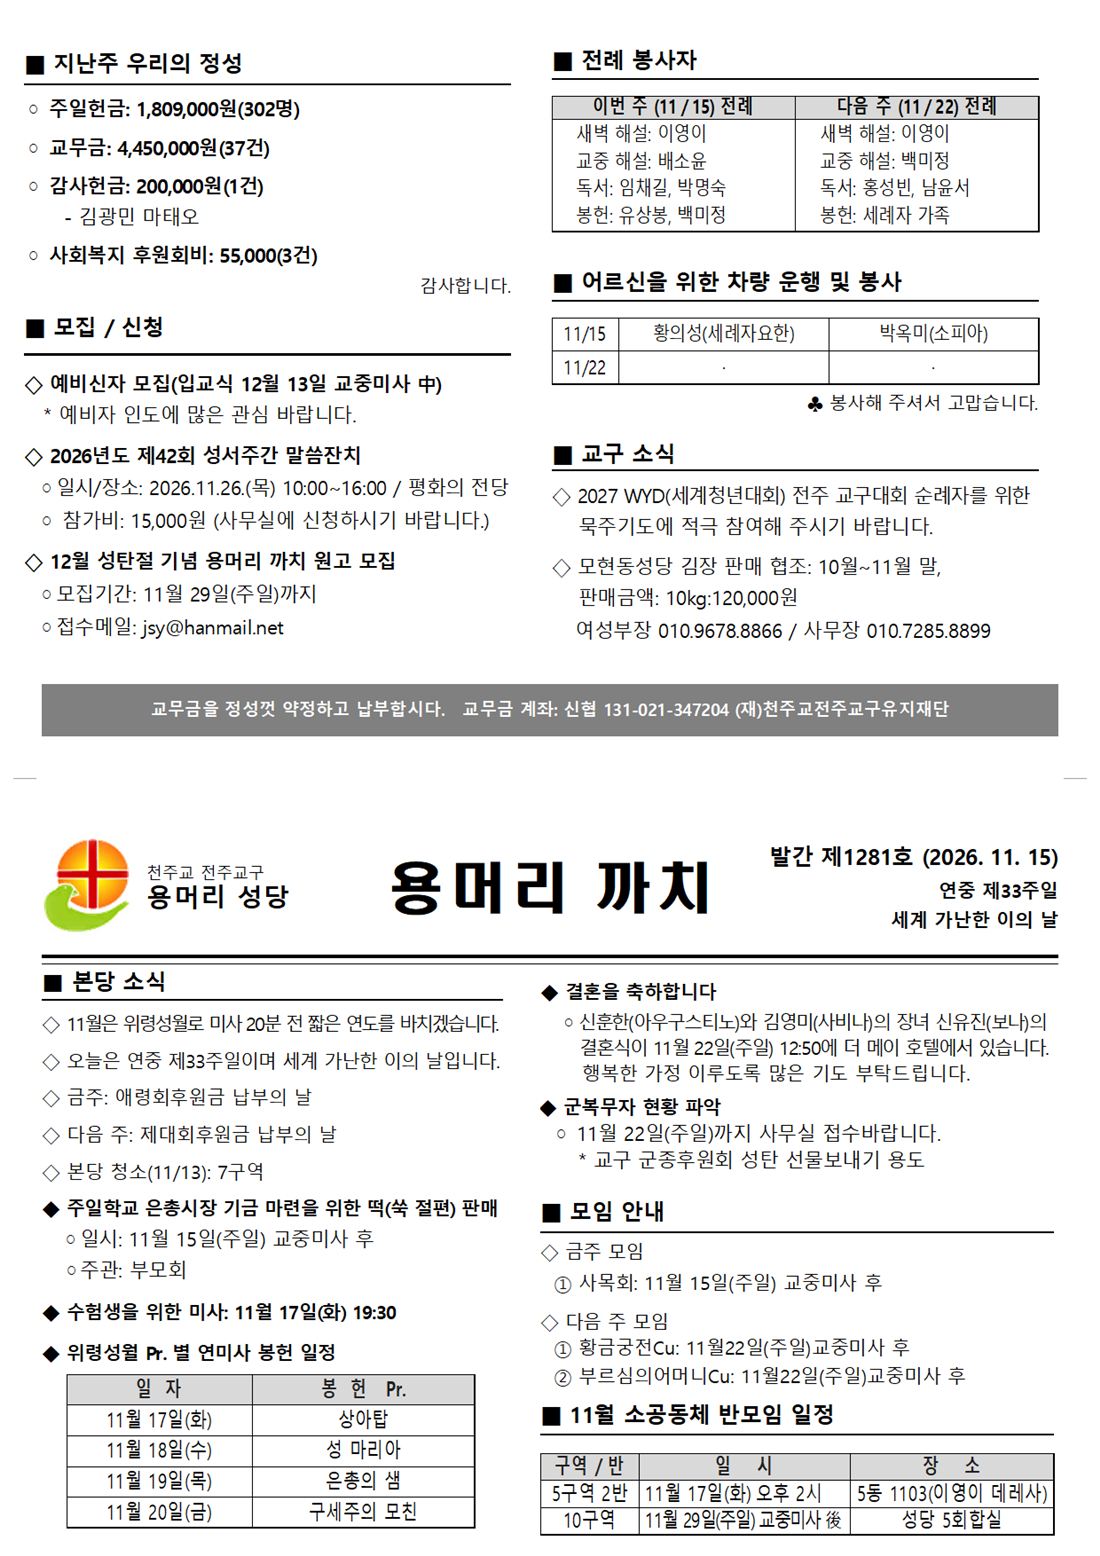 ■ 지난주 우리의 정성
○ 주일헌금: 1,809,000원(302명)
○ 교무금: 4,450,000원(37건)
○ 감사헌금: 200,000원(1건)
- 김광민 마태오
○ 사회복지 후원회비: 55,000(3건)
감사합니다.
■ 모집 / 신청
◇ 예비신자 모집(입교식 12월 13일 교중미사 中)
* 예비자 인도에 많은 관심 바랍니다.
◇ 2026년도 제42회 성서주간 말씀잔치
○ 일시/장소: 2026.11.26.(목) 10:00~16:00 / 평화의 전당
○ 참가비: 15,000원 (사무실에 신청하시기 바랍니다.)
◇ 12월 성탄절 기념 용머리 까치 원고 모집
○ 모집기간: 11월 29일(주일)까지
○ 접수메일: jsy@hanmail.net
■ 전례 봉사자
이번 주 (11 / 15) 전례 다음 주 (11 / 22) 전례
새벽 해설: 이영이 새벽 해설: 이영이
교중 해설: 배소윤 교중 해설: 백미정
독서: 임채길, 박명숙 독서: 홍성빈, 남윤서
봉헌: 유상봉, 백미정 봉헌: 세례자 가족
■ 어르신을 위한 차량 운행 및 봉사
11/15 황의성(세례자요한) 박옥미(소피아)
11/22 . .
♣ 봉사해 주셔서 고맙습니다.
■ 교구 소식
◇ 2027 WYD(세계청년대회) 전주 교구대회 순례자를 위한
묵주기도에 적극 참여해 주시기 바랍니다.
◇ 모현동성당 김장 판매 협조: 10월~11월 말,
판매금액: 10kg:120,000원
여성부장 010.9678.8866 / 사무장 010.7285.8899
교무금을 정성껏 약정하고 납부합시다. 교무금 계좌: 신협 131-021-347204 (재)천주교전주교구유지재단
천주교 전주교구
용머리 성당
용머리 까치
발간 제1281호 (2026. 11. 15)
연중 제33주일
세계 가난한 이의 날
■ 본당 소식
◇ 11월은 위령성월로 미사 20분 전 짧은 연도를 바치겠습니다.
◇ 오늘은 연중 제33주일이며 세계 가난한 이의 날입니다.
◇ 금주: 애령회후원금 납부의 날
◇ 다음 주: 제대회후원금 납부의 날
◇ 본당 청소(11/13): 7구역
◆ 주일학교 은총시장 기금 마련을 위한 떡(쑥 절편) 판매
○ 일시: 11월 15일(주일) 교중미사 후
○ 주관: 부모회
◆ 수험생을 위한 미사: 11월 17일(화) 19:30
◆ 위령성월 Pr. 별 연미사 봉헌 일정
일 자 봉 헌 Pr.
11월 17일(화) 상아탑
11월 18일(수) 성 마리아
11월 19일(목) 은총의 샘
11월 20일(금) 구세주의 모친
◆ 결혼을 축하합니다
○ 신훈한(아우구스티노)와 김영미(사비나)의 장녀 신유진(보나)의
결혼식이 11월 22일(주일) 12:50에 더 메이 호텔에서 있습니다.
행복한 가정 이루도록 많은 기도 부탁드립니다.
◆ 군복무자 현황 파악
○ 11월 22일(주일)까지 사무실 접수바랍니다.
* 교구 군종후원회 성탄 선물보내기 용도
■ 모임 안내
◇ 금주 모임
① 사목회: 11월 15일(주일) 교중미사 후
◇ 다음 주 모임
① 황금궁전Cu: 11월22일(주일)교중미사 후
② 부르심의어머니Cu: 11월22일(주일)교중미사 후
■ 11월 소공동체 반모임 일정
구역 / 반 일 시 장 소
5구역 2반 11월 17일(화) 오후 2시 5동 1103(이영이 데레사)
10구역 11월 29일(주일) 교중미사 後 성당 5회합실